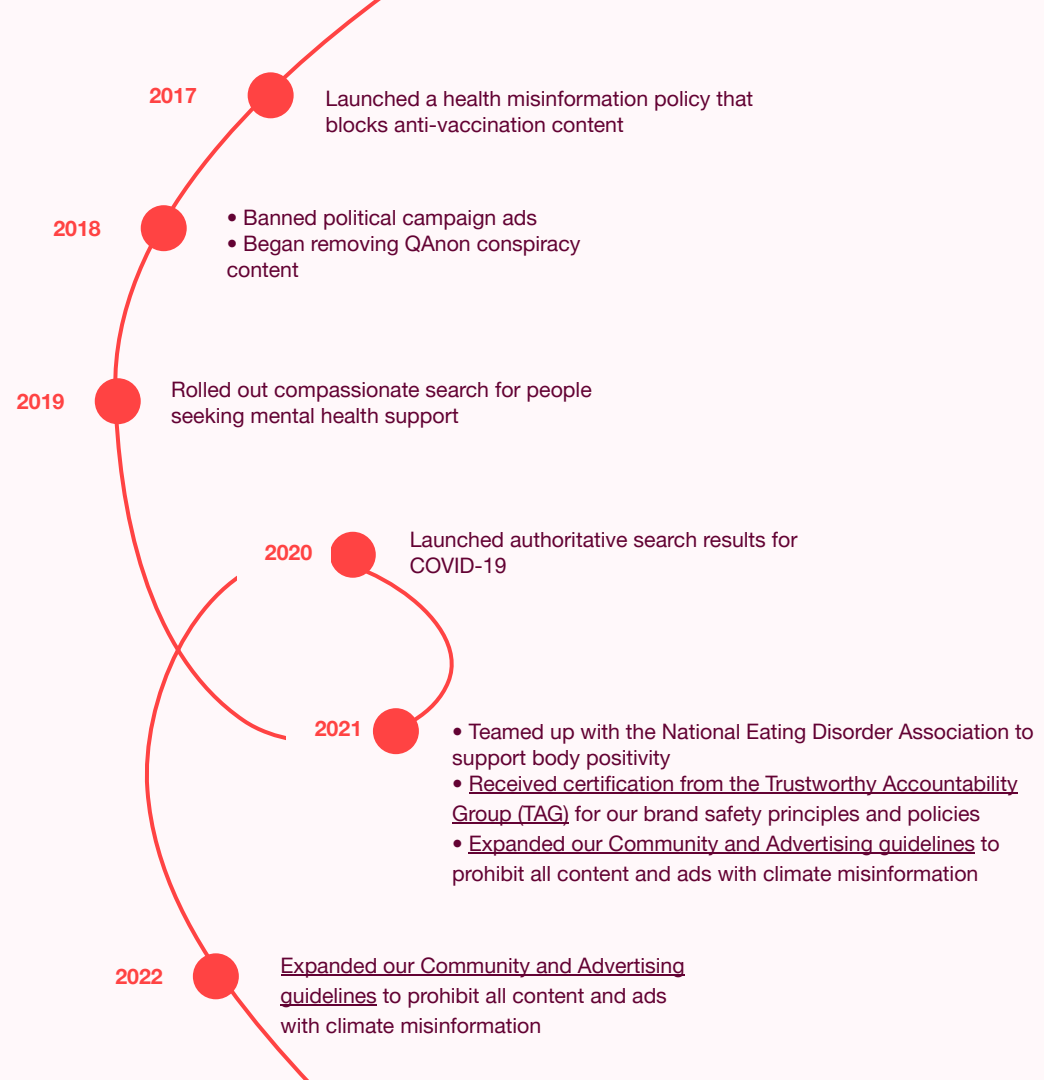 2017
Launched a health misinformation policy that
blocks anti-vaccination content
2018
• Banned political campaign ads
• Began removing QAnon conspiracy
content
2019
Rolled out compassionate search for people
seeking mental health support
2020
Launched authoritative search results for
COVID-19
2021
• Teamed up with the National Eating Disorder Association to
support body positivity
• Received certification from the Trustworthy Accountability
Group (TAG) for our brand safety principles and policies
• Expanded our Community and Advertising guidelines to
prohibit all content and ads with climate misinformation
2022
Expanded our Community and Advertising
guidelines to prohibit all content and ads
with climate misinformation